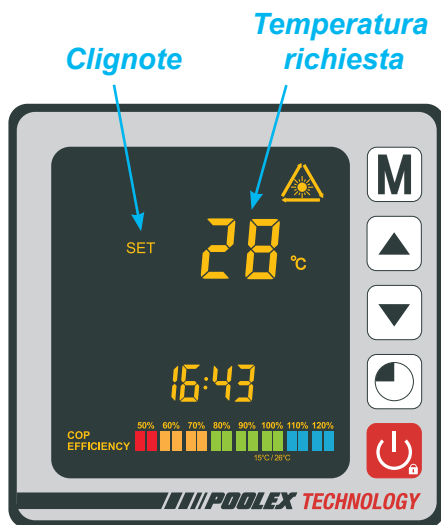 Temperatura
richiesta
Clignote
M
SET
28 °C
16:43
50% 60% 70% 80% 90% 100% 110% 120%
COP
EFFICIENCY
15°C / 26°C
POOLEX TECHNOLOGY